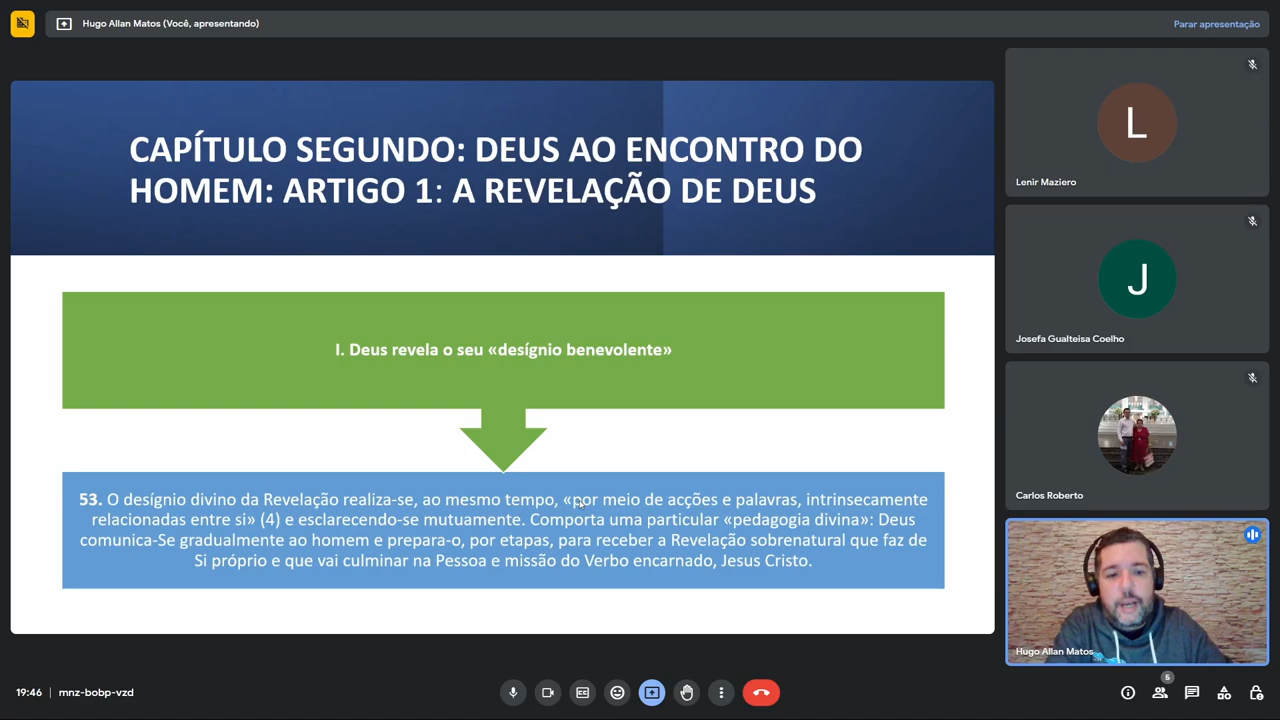 Hugo Allan Matos (Você, apresentando)
Parar apresentação
CAPÍTULO SEGUNDO: DEUS AO ENCONTRO DO
HOMEM: ARTIGO 1: A REVELAÇÃO DE DEUS
I. Deus revela o seu «desígnio benevolente»
53. O desígnio divino da Revelação realiza-se, ao mesmo tempo, «por meio de acções e palavras, intrinsecamente
relacionadas entre si» (4) e esclarecendo-se mutuamente. Comporta uma particular «pedagogia divina»: Deus
comunica-Se gradualmente ao homem e prepara-o, por etapas, para receber a Revelação sobrenatural que faz de
Si próprio e que vai culminar na Pessoa e missão do Verbo encarnado, Jesus Cristo.
L
Lenir Maziero
J
Josefa Gualteisa Coelho
Carlos Roberto
Hugo Allan Matos
19:46 | mnz-bobp-vzd
5